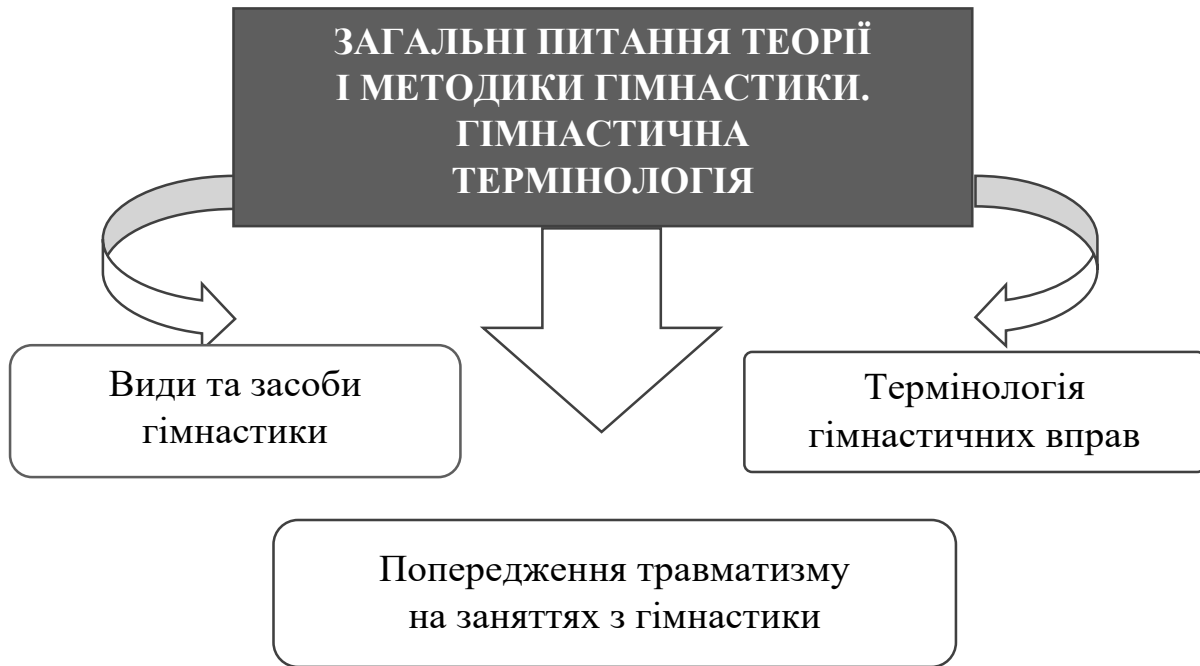 ЗАГАЛЬНІ ПИТАННЯ ТЕОРІЇ
І МЕТОДИКИ ГІМНАСТИКИ.
ГІМНАСТИЧНА
ТЕРМІНОЛОГІЯ
Види та засоби
гімнастики
Термінологія
гімнастичних вправ
Попередження травматизму
на заняттях з гімнастики